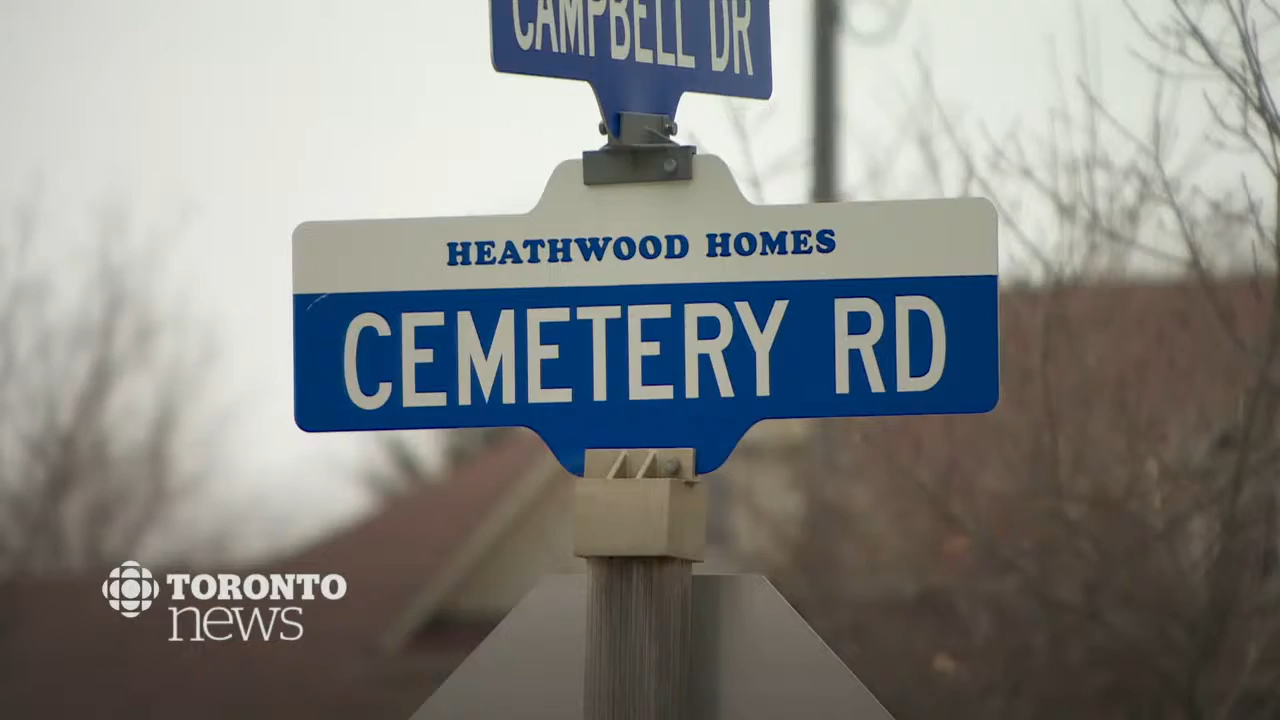 CAMPBELL DR
HEATHWOOD HOMES
CEMETERY RD
TORONTO
news